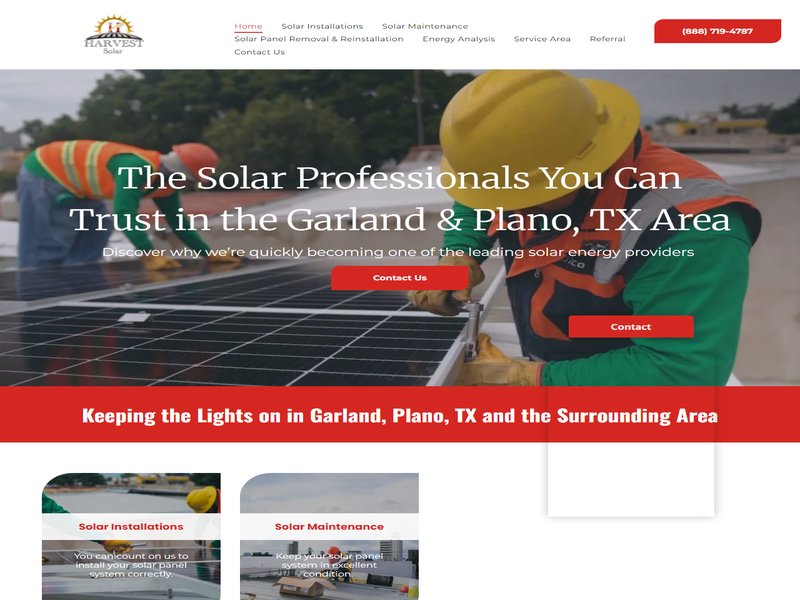 HARVEST
Solar
Home Solar Installations Solar Maintenance
Solar Panel Removal & Reinstallation Energy Analysis Service Area Referral
Contact Us
(888) 719-4787
The Solar Professionals You Can
Trust in the Garland & Plano, TX Area
Discover why we're quickly becoming one of the leading solar energy providers
Contact Us
Contact
Keeping the Lights on in Garland, Plano, TX and the Surrounding Area
Solar Installations
You can count on us to
install your solar panel
system correctly.
Solar Maintenance
Keep your solar panel
system in excellent
condition.